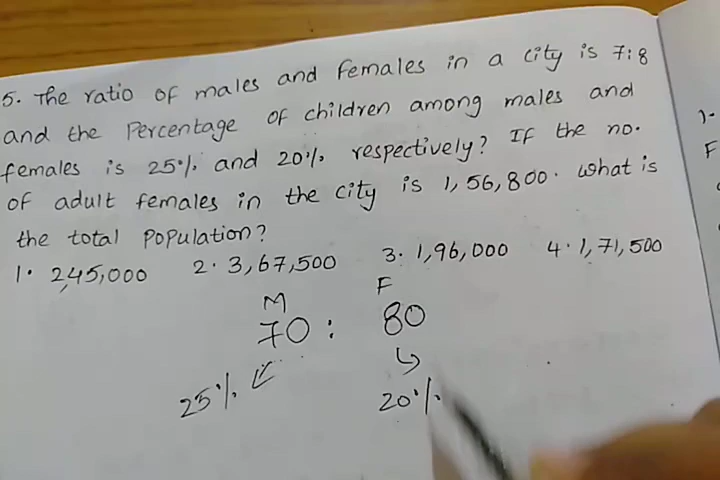 5. The ratio of males and females in a city is 7:8
and the Percentage of children among males and
females is 25% and 20% respectively? If the no.
of adult females in the city is 1,56,800. what is
the total population?
1. 2,45,000 2. 3,67,500 3. 1,96,000 4. 1,71,500
M F
70 : 80
25% 20%
1.
F